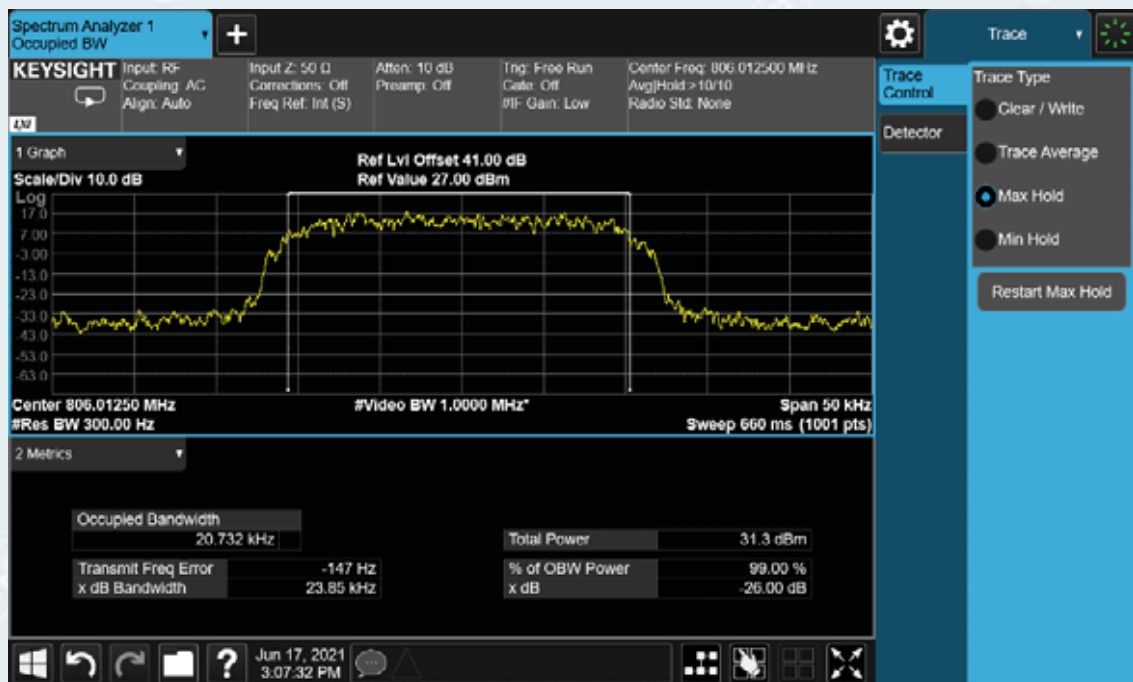 Spectrum Analyzer 1
Occupied BW
+
Trace
KEYSIGHT
Input: RF
Coupling: AC
Align: Auto
Input Z: 50 Ω
Corrections: Off
Freq Ref: Int (S)
Atten: 10 dB
Preamp: Off
Trig: Free Run
Gate: Off
#IF Gain: Low
Center Freq: 806.012500 MHz
Avg|Hold >10/10
Radio Std: None
Trace Control
Detector
Trace Type
Clear / Write
Trace Average
Max Hold
Min Hold
Restart Max Hold
1 Graph
Scale/Div 10.0 dB
Ref Lvl Offset 41.00 dB
Ref Value 27.00 dBm
Log
17.0
7.00
-3.00
-13.0
-23.0
-33.0
-43.0
-53.0
-63.0
Center 806.01250 MHz
#Video BW 1.0000 MHz*
Span 50 kHz
#Res BW 300.00 Hz
Sweep 660 ms (1001 pts)
2 Metrics
Occupied Bandwidth
20.732 kHz
Total Power 31.3 dBm
Transmit Freq Error -147 Hz
% of OBW Power 99.00 %
x dB Bandwidth 23.85 kHz
x dB -26.00 dB
?
Jun 17, 2021
3:07:32 PM